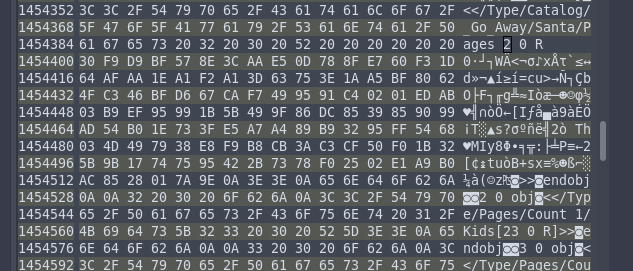 1454352 3C 3C 2F 54 79 70 65 2F 43 61 74 61 6C 6F 67 2F <</Type/Catalog/
1454368 5F 47 6F 5F 41 77 61 79 2F 53 61 6E 74 61 2F 50 _Go_Away/Santa/P
1454384 61 67 65 73 20 32 20 30 20 52 20 20 20 20 20 20 ages 2 0 R
1454400 30 F9 D9 BF 57 8E 3C AA E5 0D 78 8F E7 60 F3 1D
1454416 64 AF AA 1E A1 F2 A1 3D 63 75 3E 1A A5 BF 80 62
1454432 4F C3 46 BF D6 67 CA F7 49 95 91 C4 02 01 ED AB
1454448 03 B9 EF 95 99 1B 5B 49 9F 86 DC 85 39 85 90 99
1454464 AD 54 B0 1E 73 3F E5 A7 A4 89 B9 32 95 FF 54 68
1454480 03 4D 49 79 38 E8 F9 B8 CB 3A C3 CF 50 F0 1B 32
1454496 5B 9B 17 74 75 95 42 2B 73 78 F0 25 02 E1 A9 B0
1454512 AC 85 28 01 7A 9E 0A 3E 3E 0A 65 6E 64 6F 62 6A
1454528 0A 0A 32 20 30 20 6F 62 6A 0A 3C 3C 2F 54 79 70
1454544 65 2F 50 61 67 65 73 2F 43 6F 75 6E 74 20 31 2F e/Pages/Count 1/
1454560 4B 69 64 73 5B 32 33 20 30 20 52 5D 3E 3E 0A 65 Kids[23 0 R]>>◙e
1454576 6E 64 6F 62 6A 0A 0A 33 20 30 20 6F 62 6A 0A 3C ndobj◙◙3 0 obj◙<
1454592 3C 2F 54 79 70 65 2F 50 61 67 65 73 2F 43 6F 75 </Type/Pages/Cou